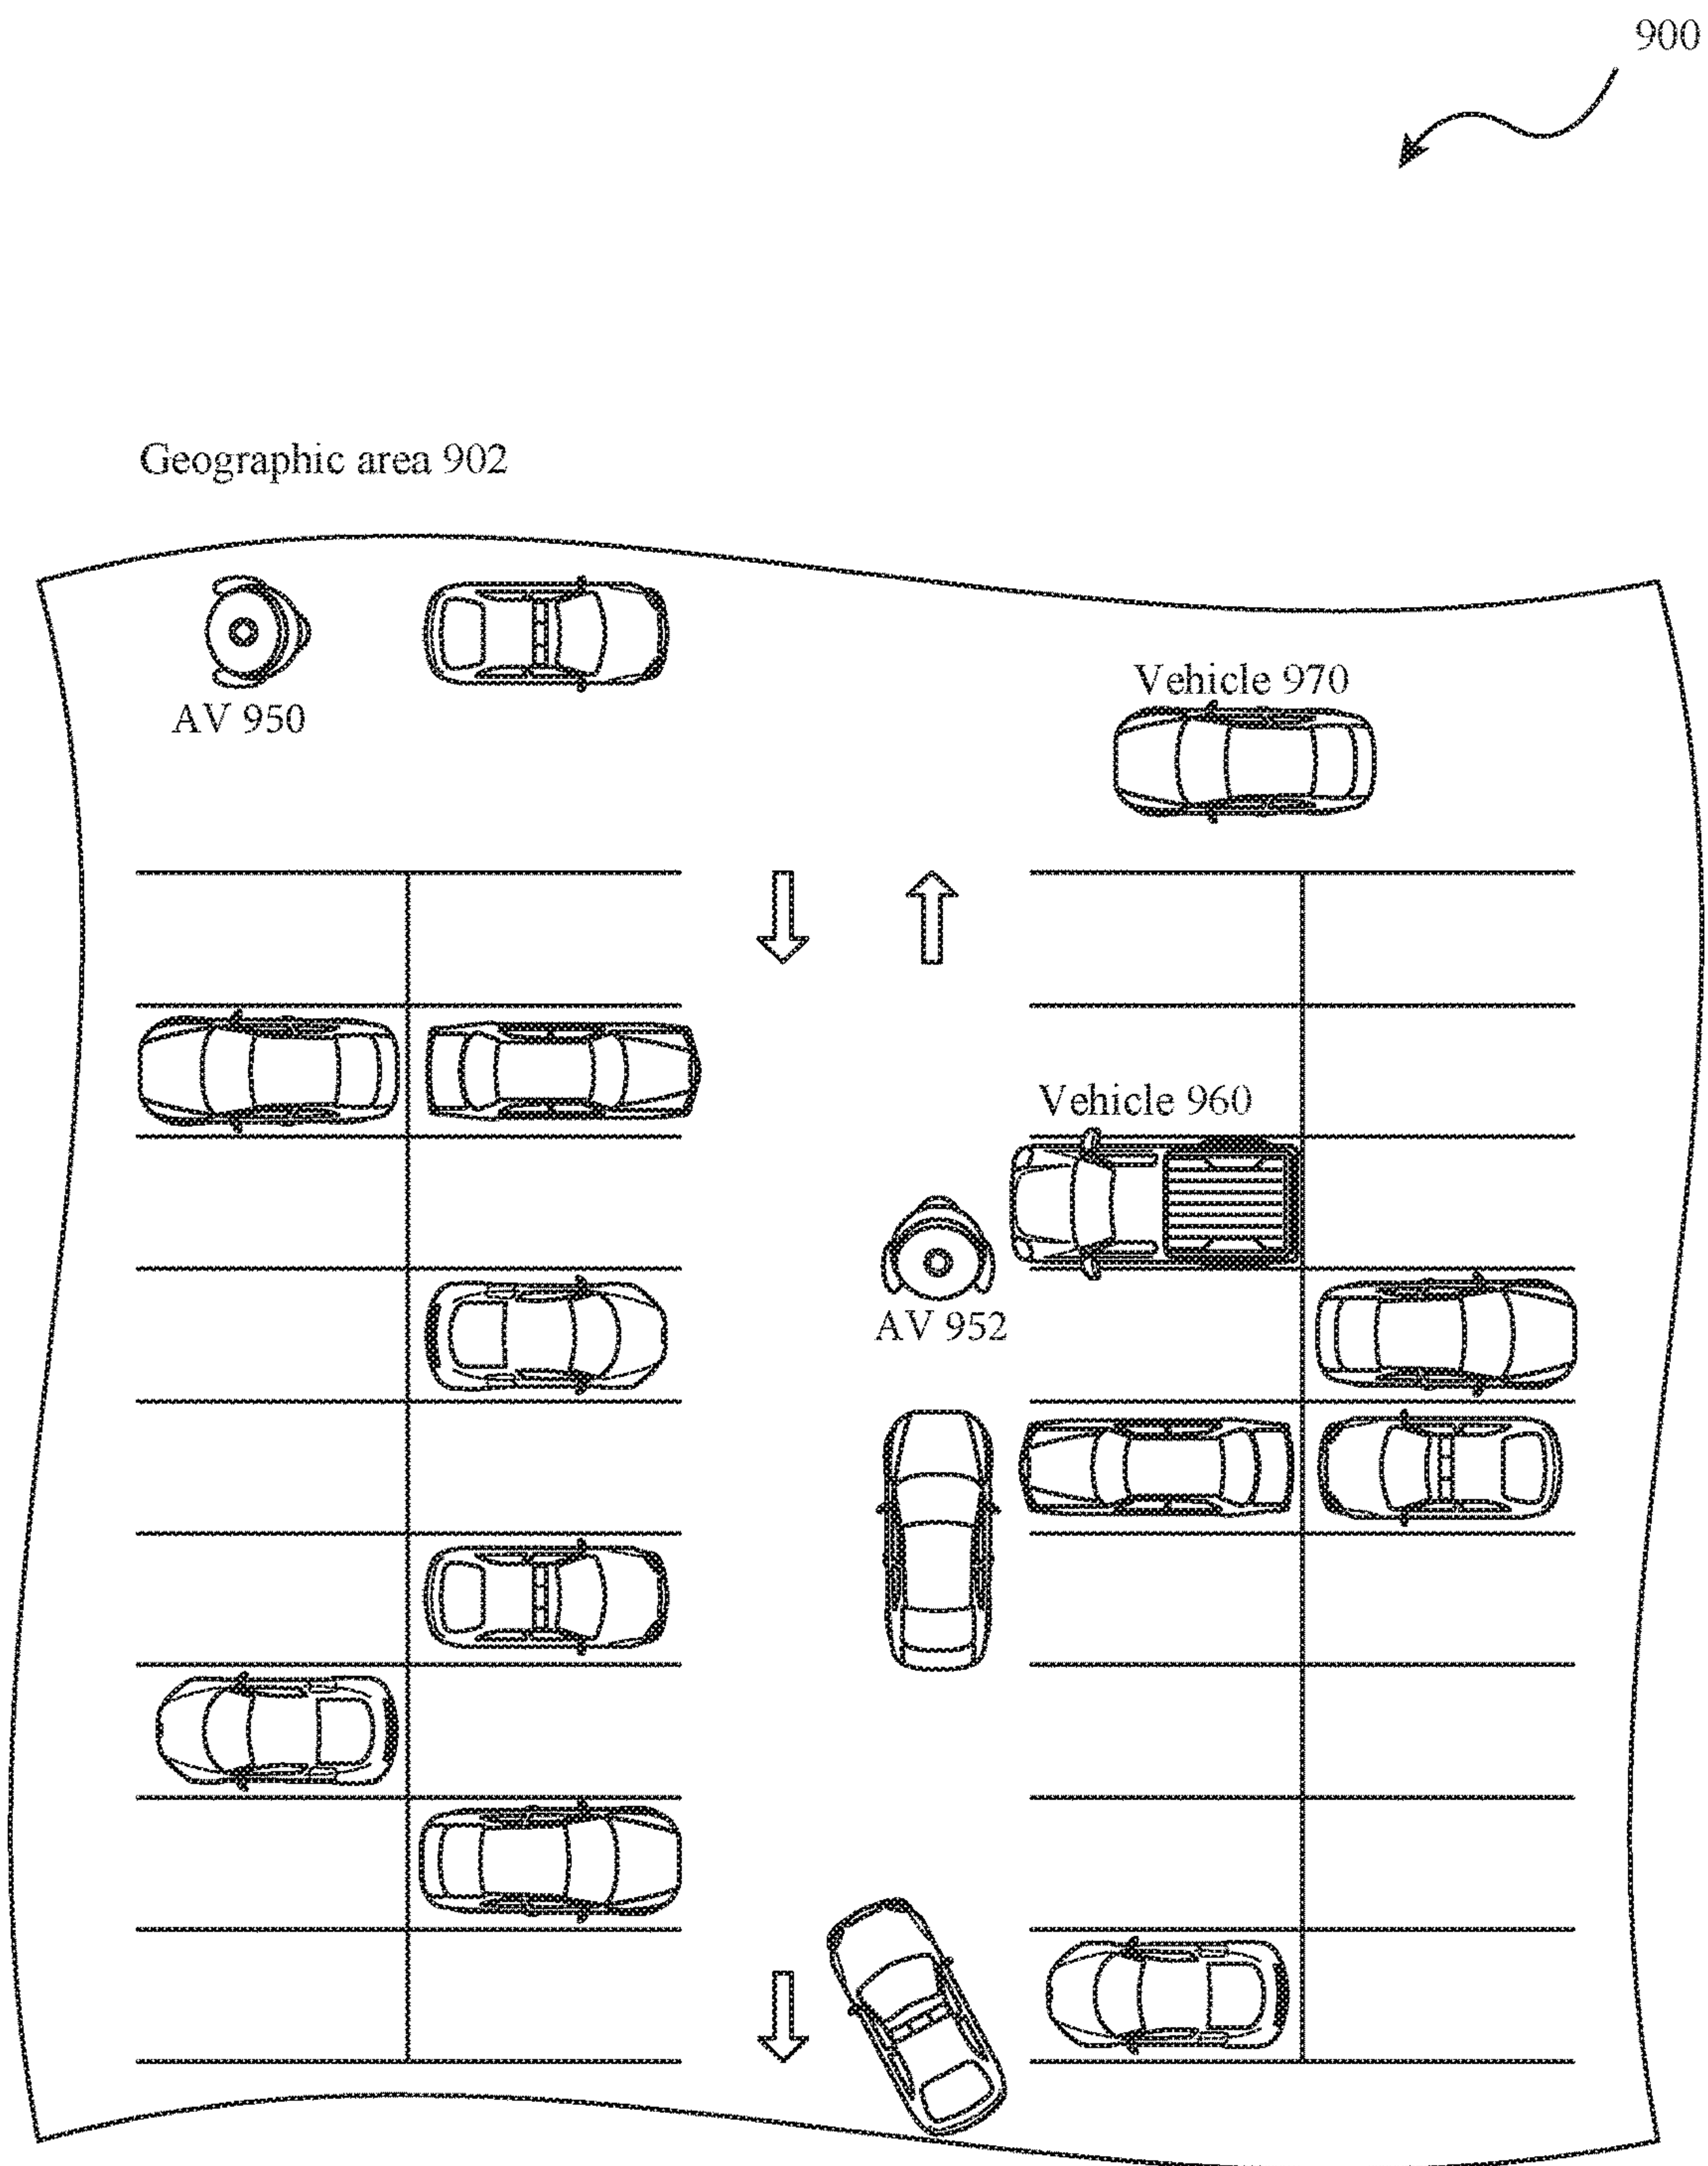 900
Geographic area 902
AV 950
Vehicle 970
Vehicle 960
AV 952